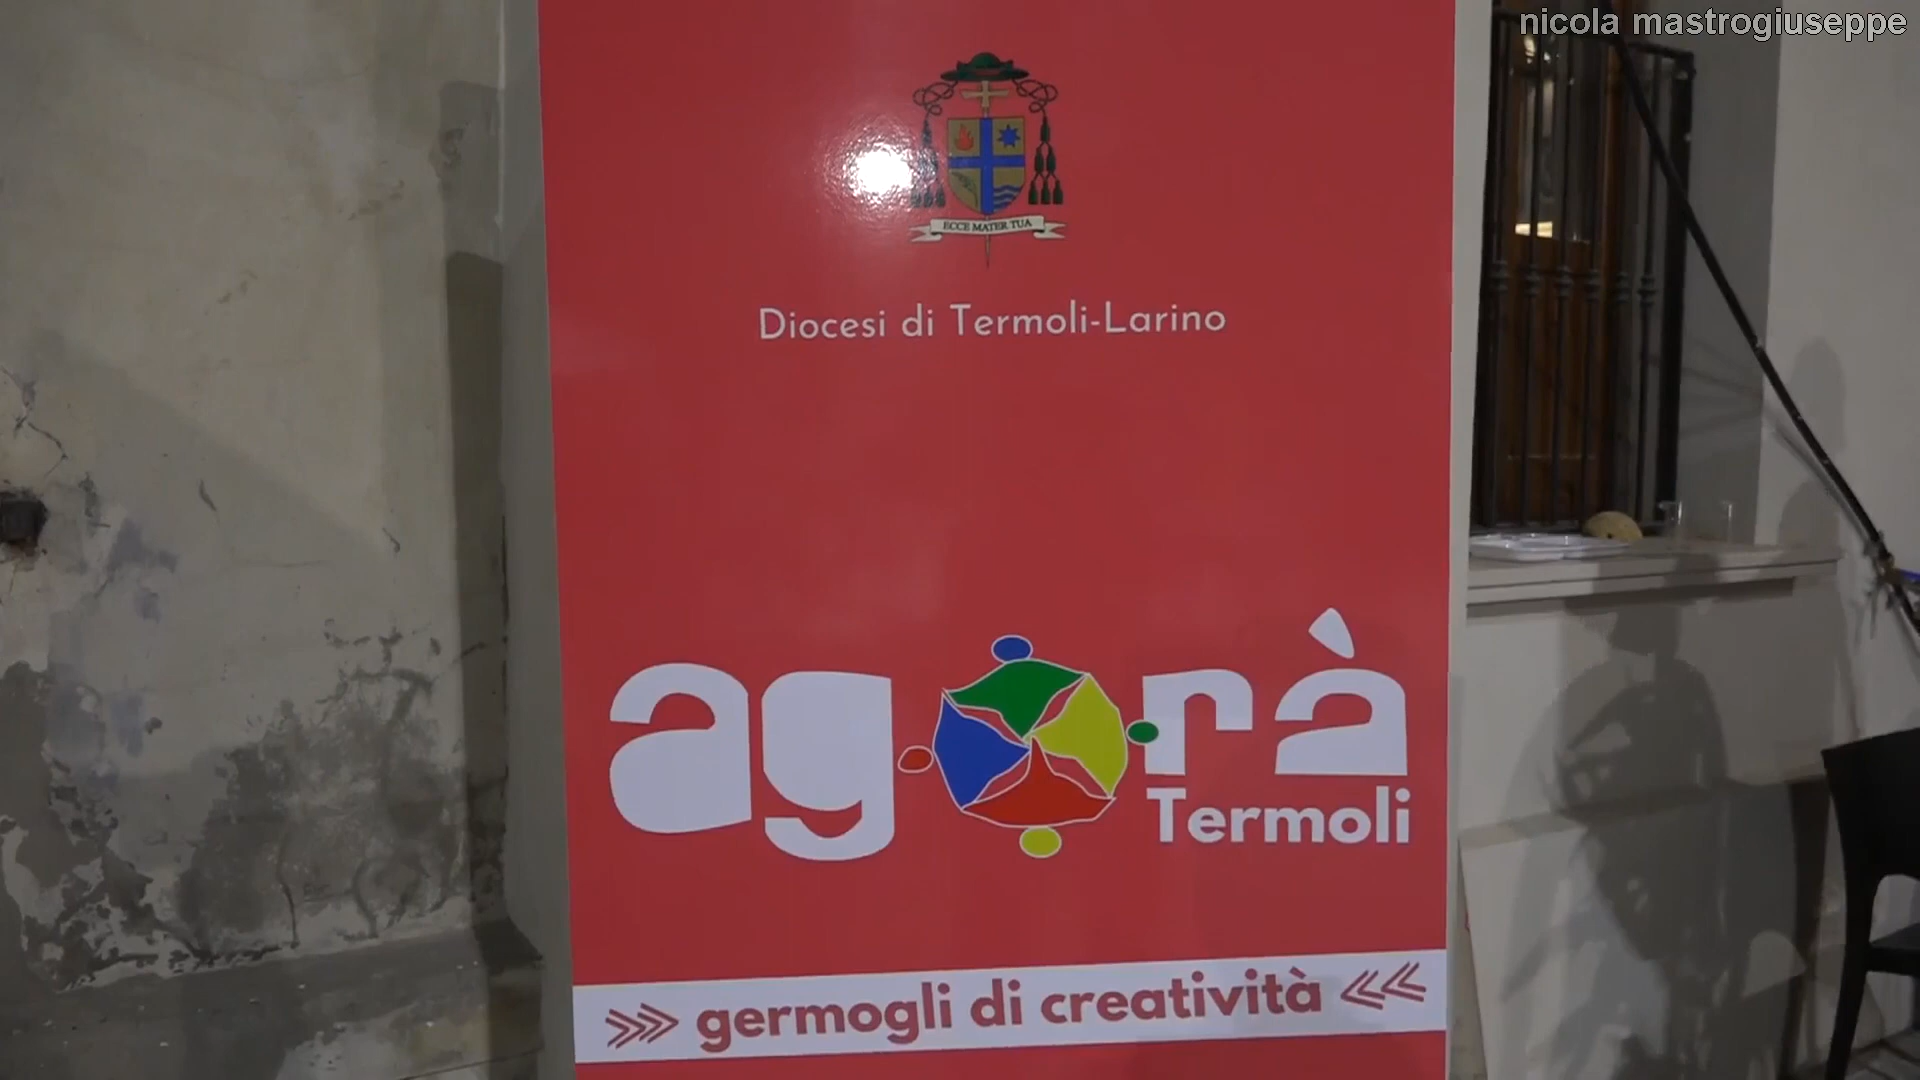 nicola mastrogiuseppe
ECCE MATER TUA
Diocesi di Termoli-Larino
agorà
Termoli
>>> germogli di creatività <<<